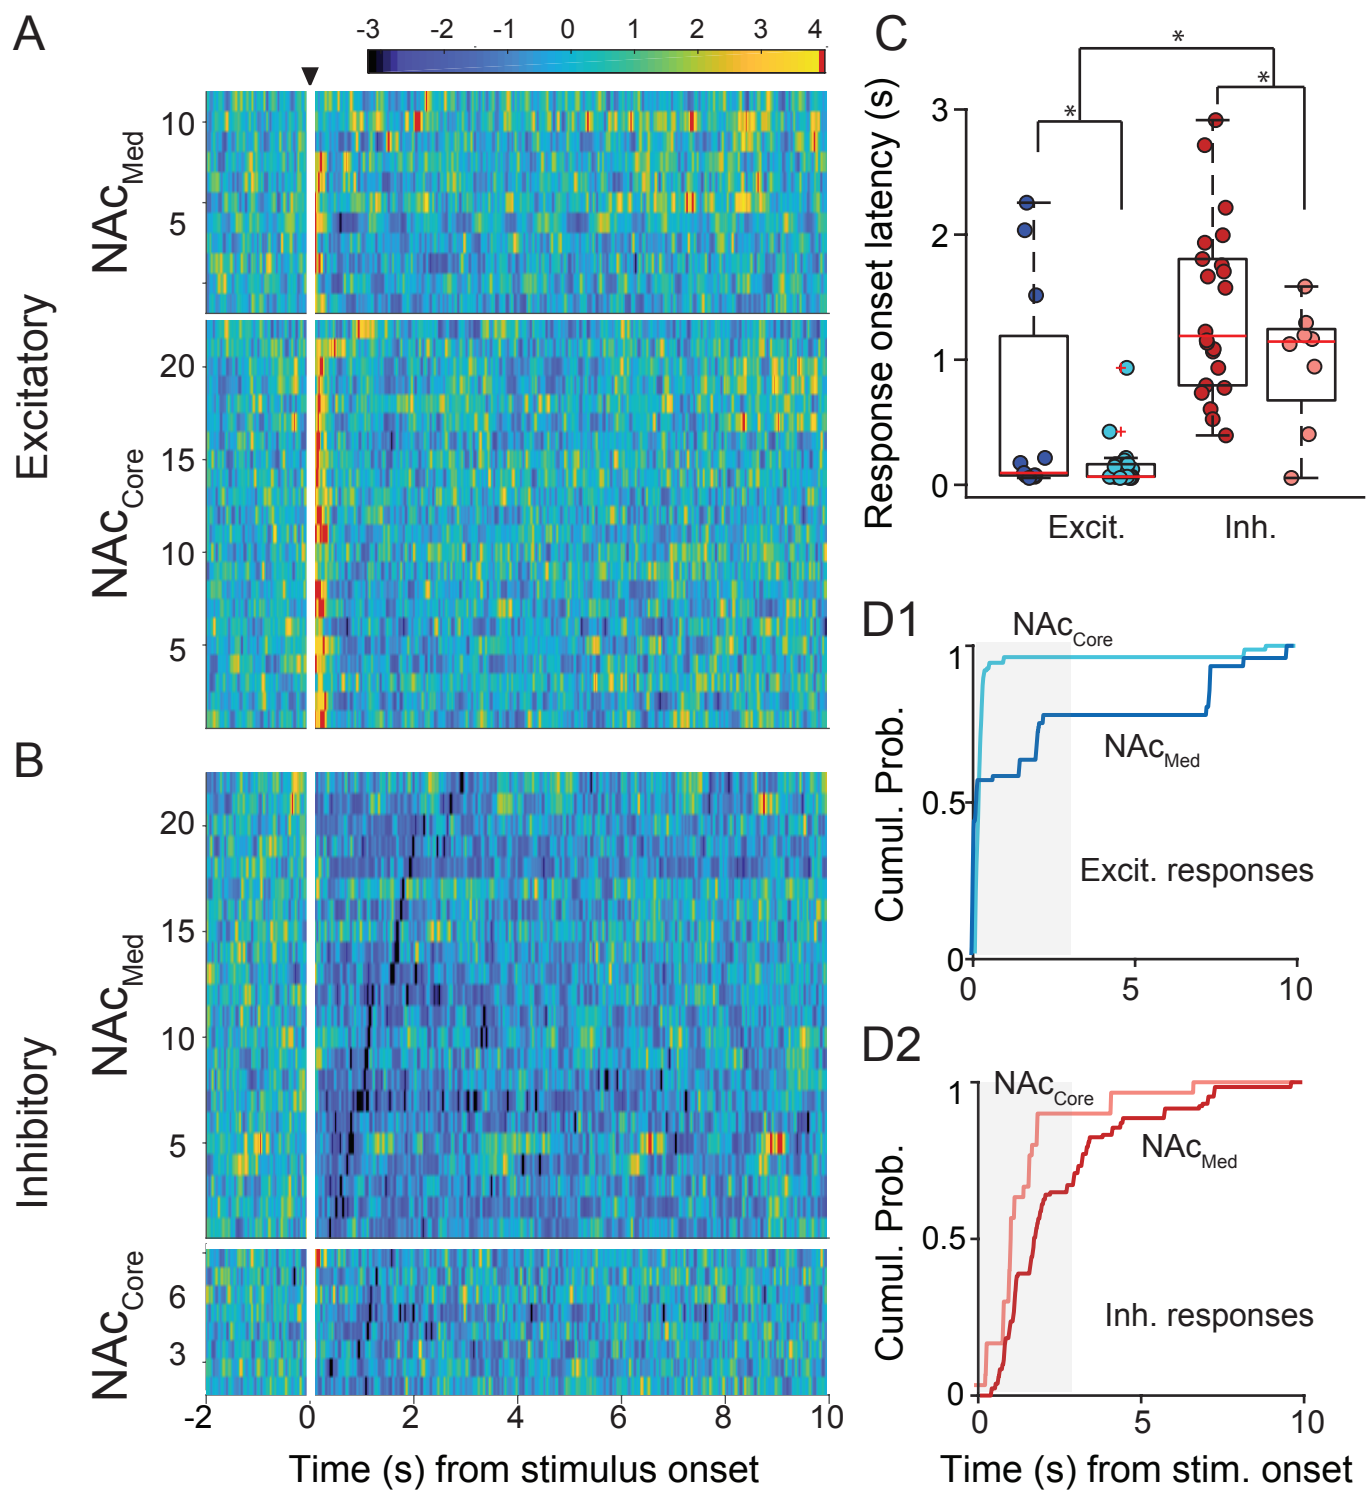 A
-3 -2 -1 0 1 2 3 4
Excitatory
NAcMed
10
5
NAcCore
20
15
10
5
B
Inhibitory
NAcMed
20
15
10
5
NAcCore
6
3
-2 0 2 4 6 8 10
Time (s) from stimulus onset
C
Response onset latency (s)
3
2
1
0
*
*
*
+
+
Excit. Inh.
D1
Cumul. Prob.
1
0.5
0
NAcCore
NAcMed
Excit. responses
0 5 10
D2
Cumul. Prob.
1
0.5
0
NAcCore
NAcMed
Inh. responses
0 5 10
Time (s) from stim. onset